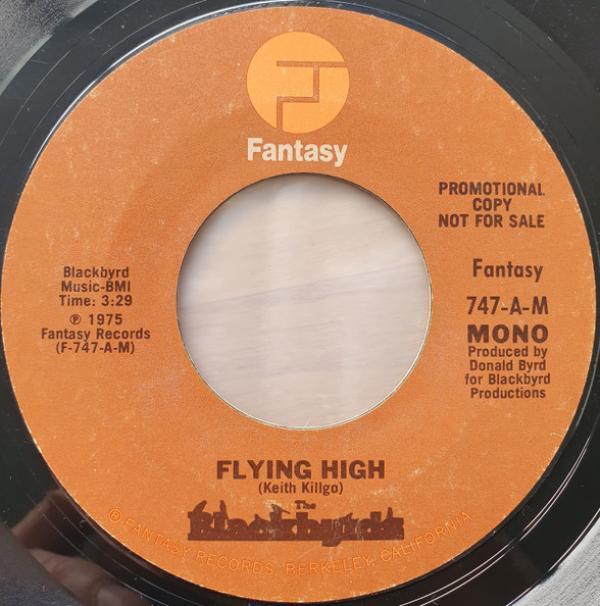 Fantasy
PROMOTIONAL
COPY
NOT FOR SALE
Blackbyrd
Music-BMI
Time: 3:29
℗ 1975
Fantasy Records
(F-747-A-M)
Fantasy
747-A-M
MONO
Produced by
Donald Byrd
for Blackbyrd
Productions
FLYING HIGH
(Keith Killgo)
The
Blackbyrds
© FANTASY RECORDS, BERKELEY, CALIFORNIA